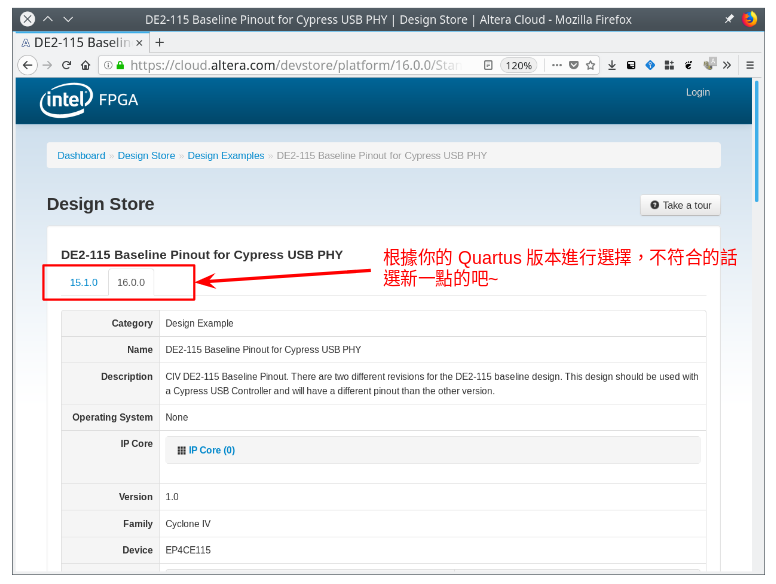 DE2-115 Baseline Pinout for Cypress USB PHY | Design Store | Altera Cloud - Mozilla Firefox
DE2-115 Baselin
https://cloud.altera.com/devstore/platform/16.0.0/Stan
120%
intel FPGA
Login
Dashboard » Design Store » Design Examples » DE2-115 Baseline Pinout for Cypress USB PHY
Design Store
Take a tour
DE2-115 Baseline Pinout for Cypress USB PHY
根據你的 Quartus 版本進行選擇，不符合的話
選新一點的吧~
15.1.0 16.0.0
Category Design Example
Name DE2-115 Baseline Pinout for Cypress USB PHY
Description CIV DE2-115 Baseline Pinout. There are two different revisions for the DE2-115 baseline design. This design should be used with
a Cypress USB Controller and will have a different pinout than the other version.
Operating System None
IP Core IP Core (0)
Version 1.0
Family Cyclone IV
Device EP4CE115